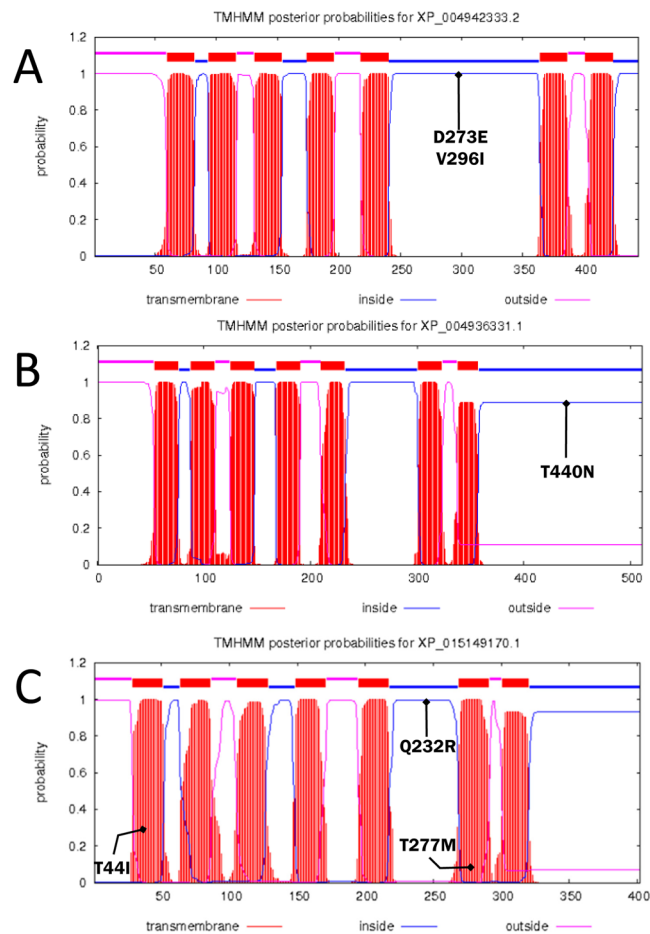 TMHMM posterior probabilities for XP_004942333.2
A
1.2
1
0.8
0.6
0.4
0.2
0
probability
D273E
V296I
50 100 150 200 250 300 350 400
transmembrane inside outside
TMHMM posterior probabilities for XP_004936331.1
B
1.2
1
0.8
0.6
0.4
0.2
0
probability
T440N
0 100 200 300 400 500
transmembrane inside outside
TMHMM posterior probabilities for XP_015149170.1
C
1.2
1
0.8
0.6
0.4
0.2
0
probability
Q232R
T44I
T277M
50 100 150 200 250 300 350 400
transmembrane inside outside